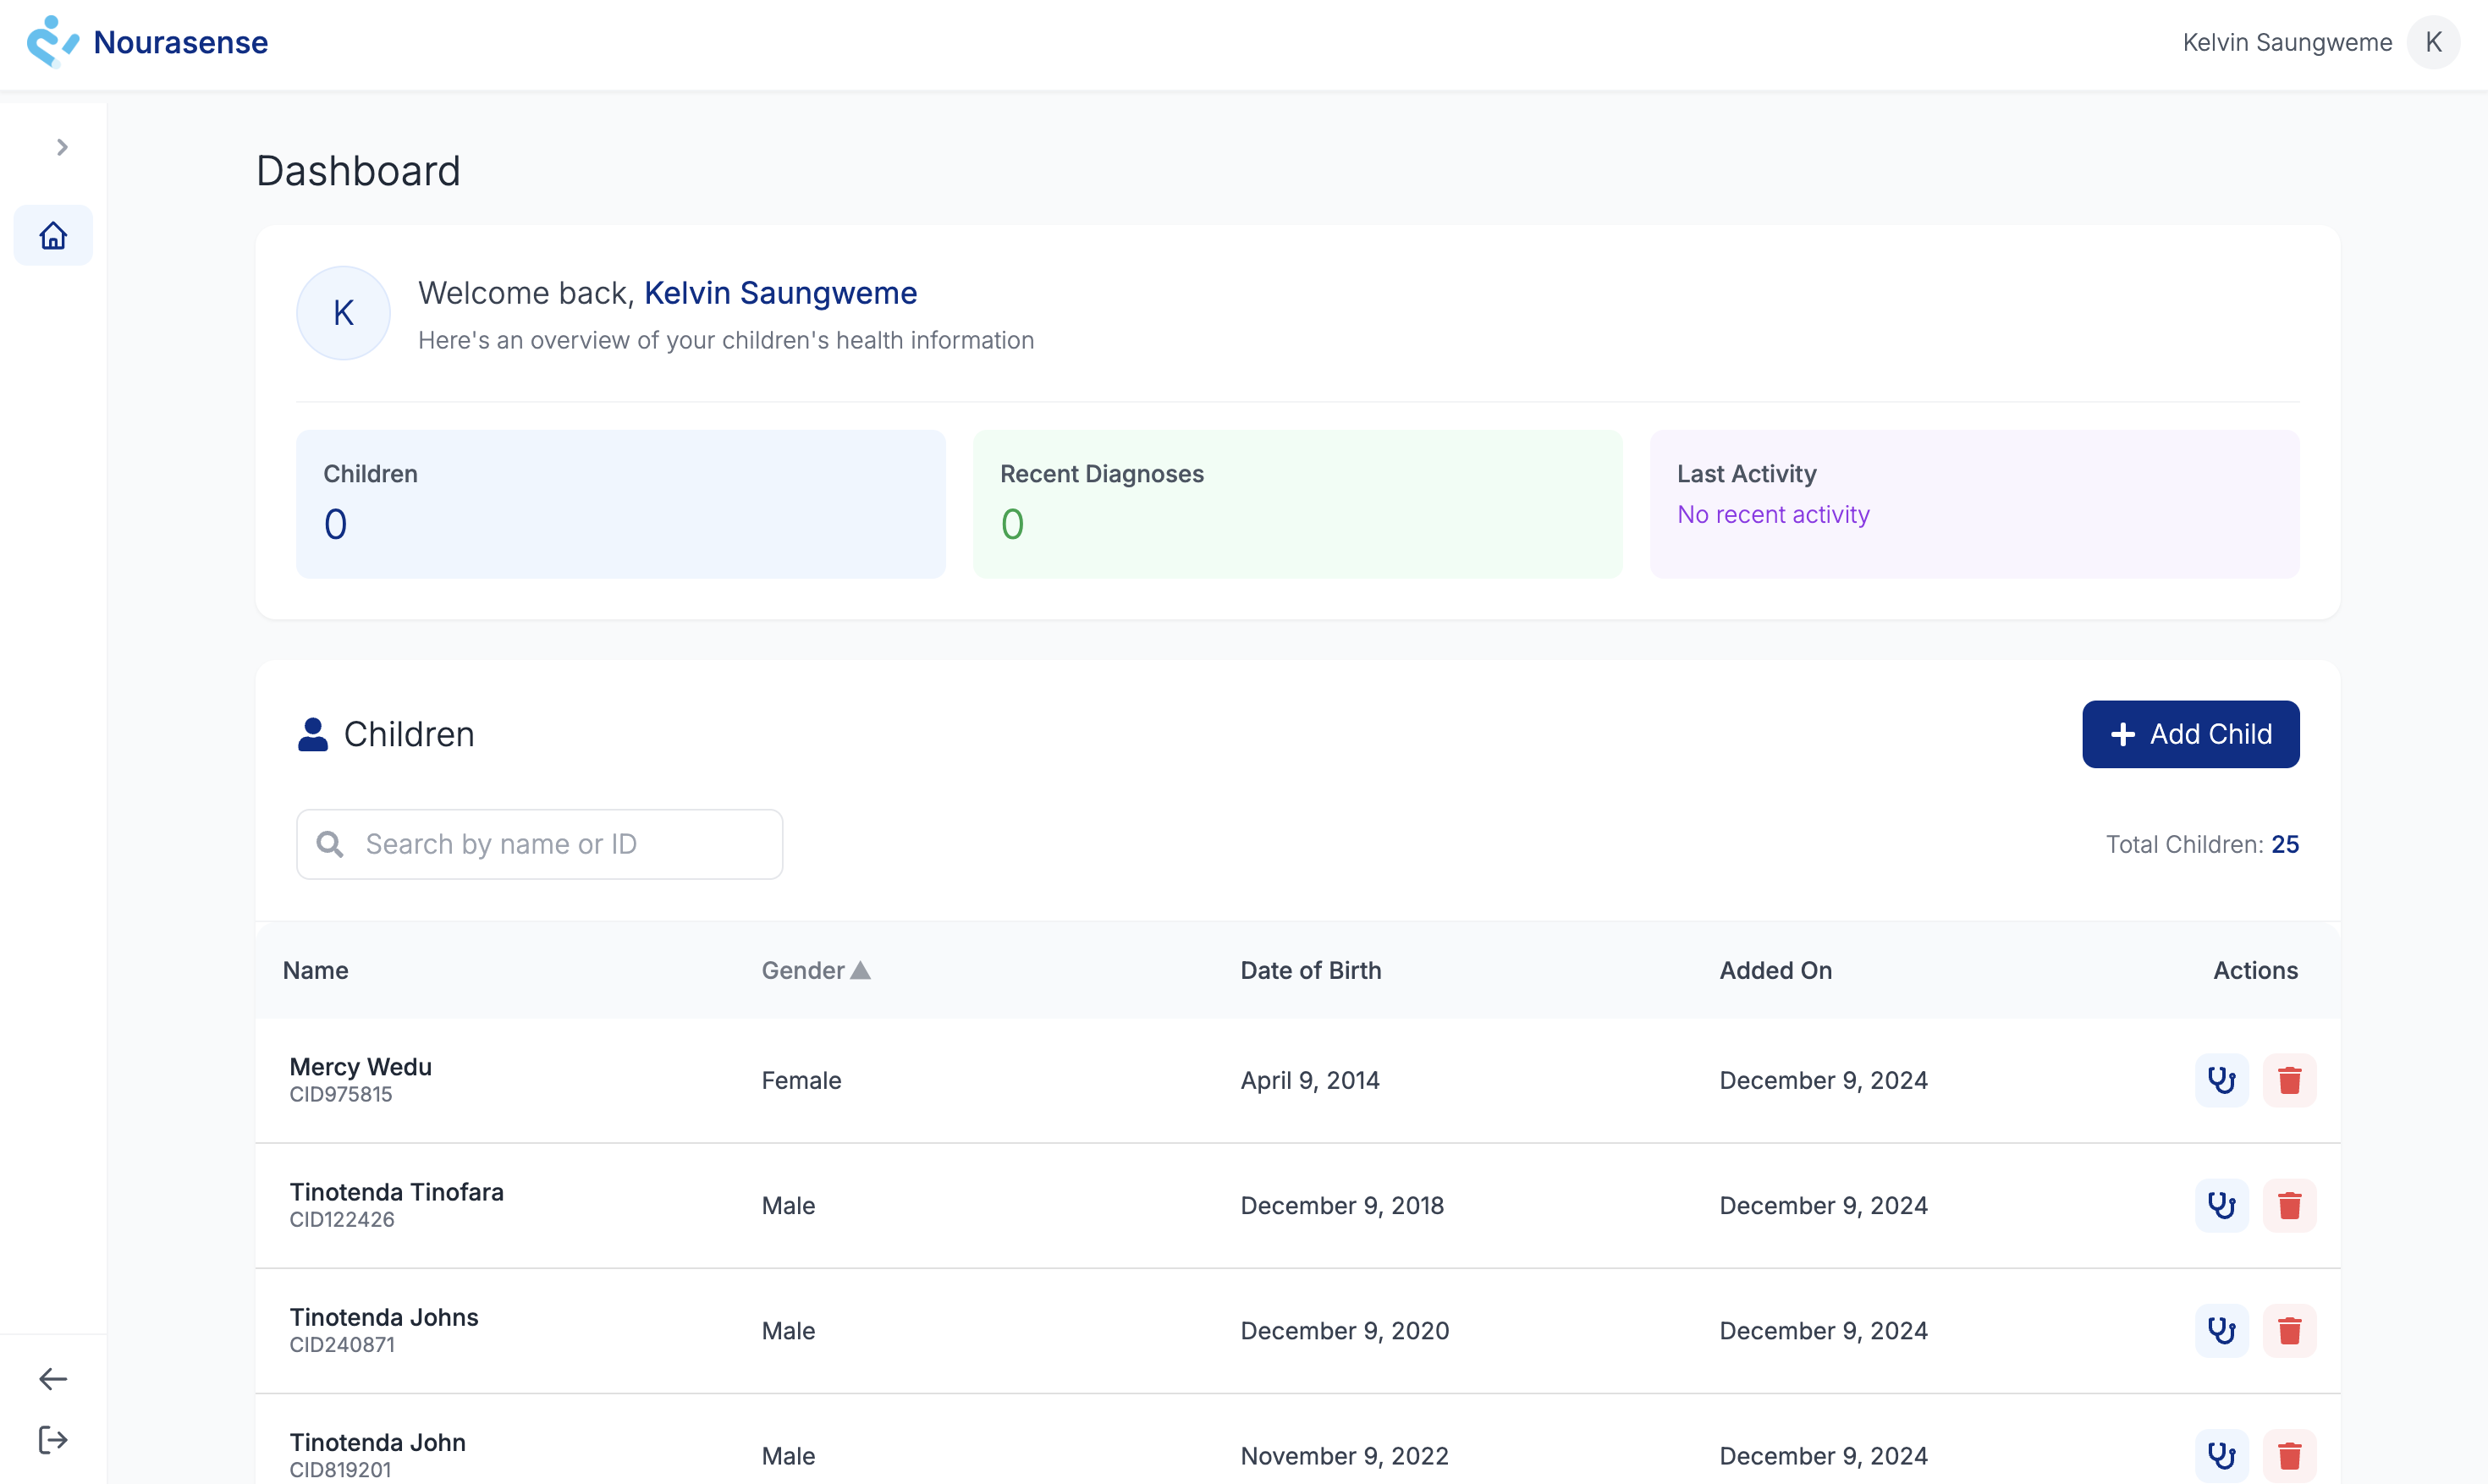 Nourasense
Kelvin Saungweme K
Dashboard
K
Welcome back, Kelvin Saungweme
Here's an overview of your children's health information
Children
0
Recent Diagnoses
0
Last Activity
No recent activity
Children
Add Child
Search by name or ID
Total Children: 25
Name Gender Date of Birth Added On Actions
Mercy Wedu
CID975815
Female April 9, 2014 December 9, 2024
Tinotenda Tinofara
CID122426
Male December 9, 2018 December 9, 2024
Tinotenda Johns
CID240871
Male December 9, 2020 December 9, 2024
Tinotenda John
CID819201
Male November 9, 2022 December 9, 2024